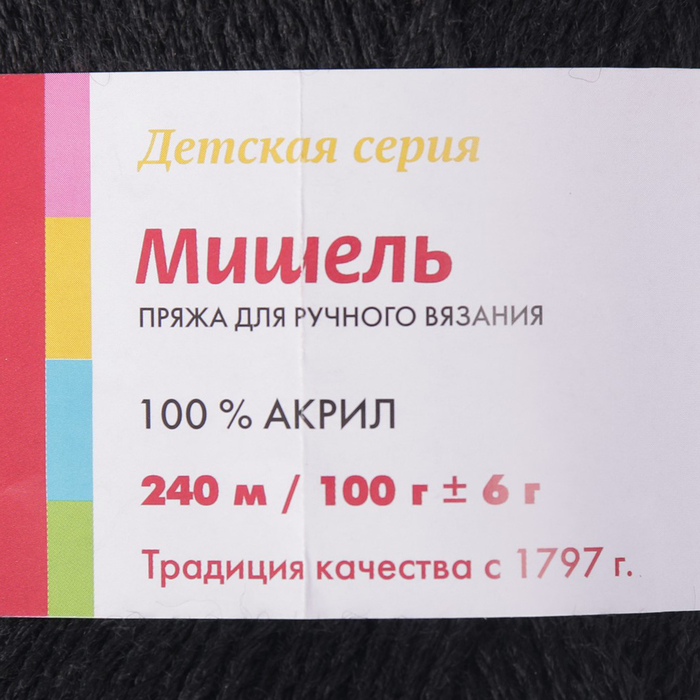 Детская серия
Мишель
ПРЯЖА ДЛЯ РУЧНОГО ВЯЗАНИЯ
100 % АКРИЛ
240 м / 100 г ± 6 г
Традиция качества с 1797 г.